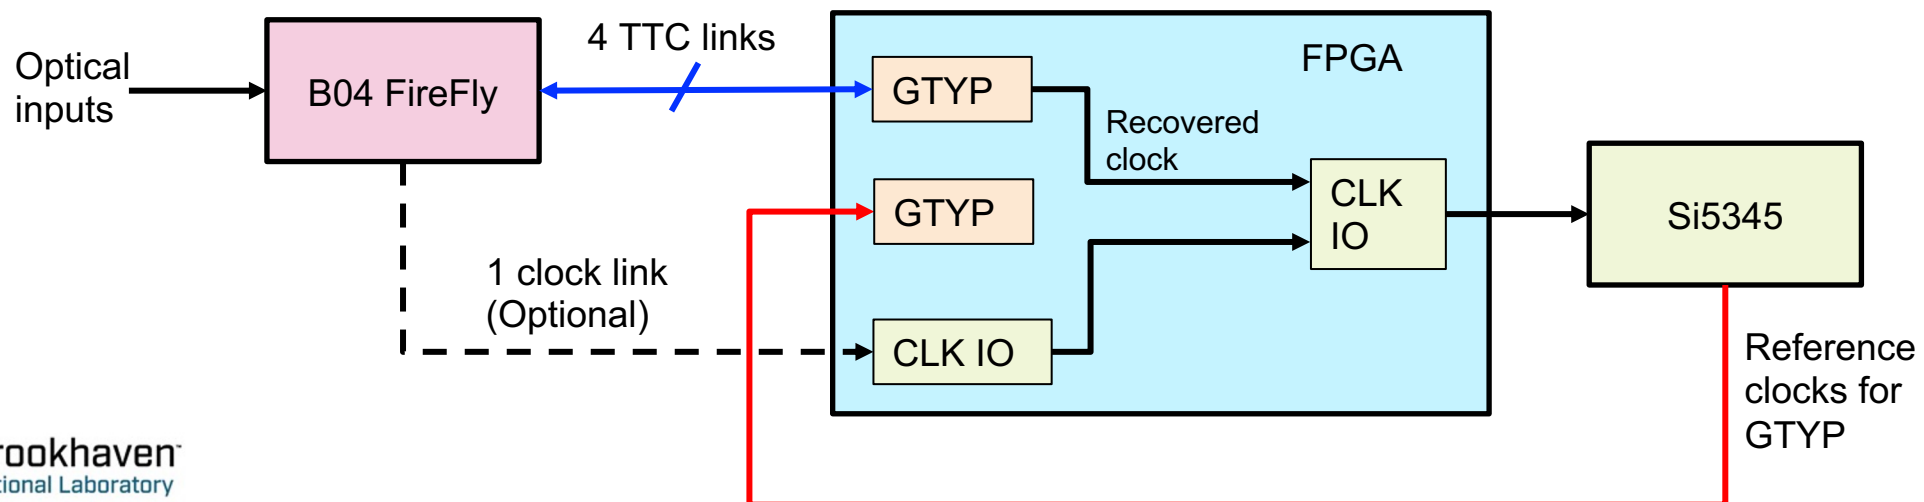 Optical
inputs
B04 FireFly
4 TTC links
FPGA
GTYP
Recovered
clock
GTYP
CLK
IO
Si5345
1 clock link
(Optional)
CLK IO
Reference
clocks for
GTYP
rookhaven™
tional Laboratory